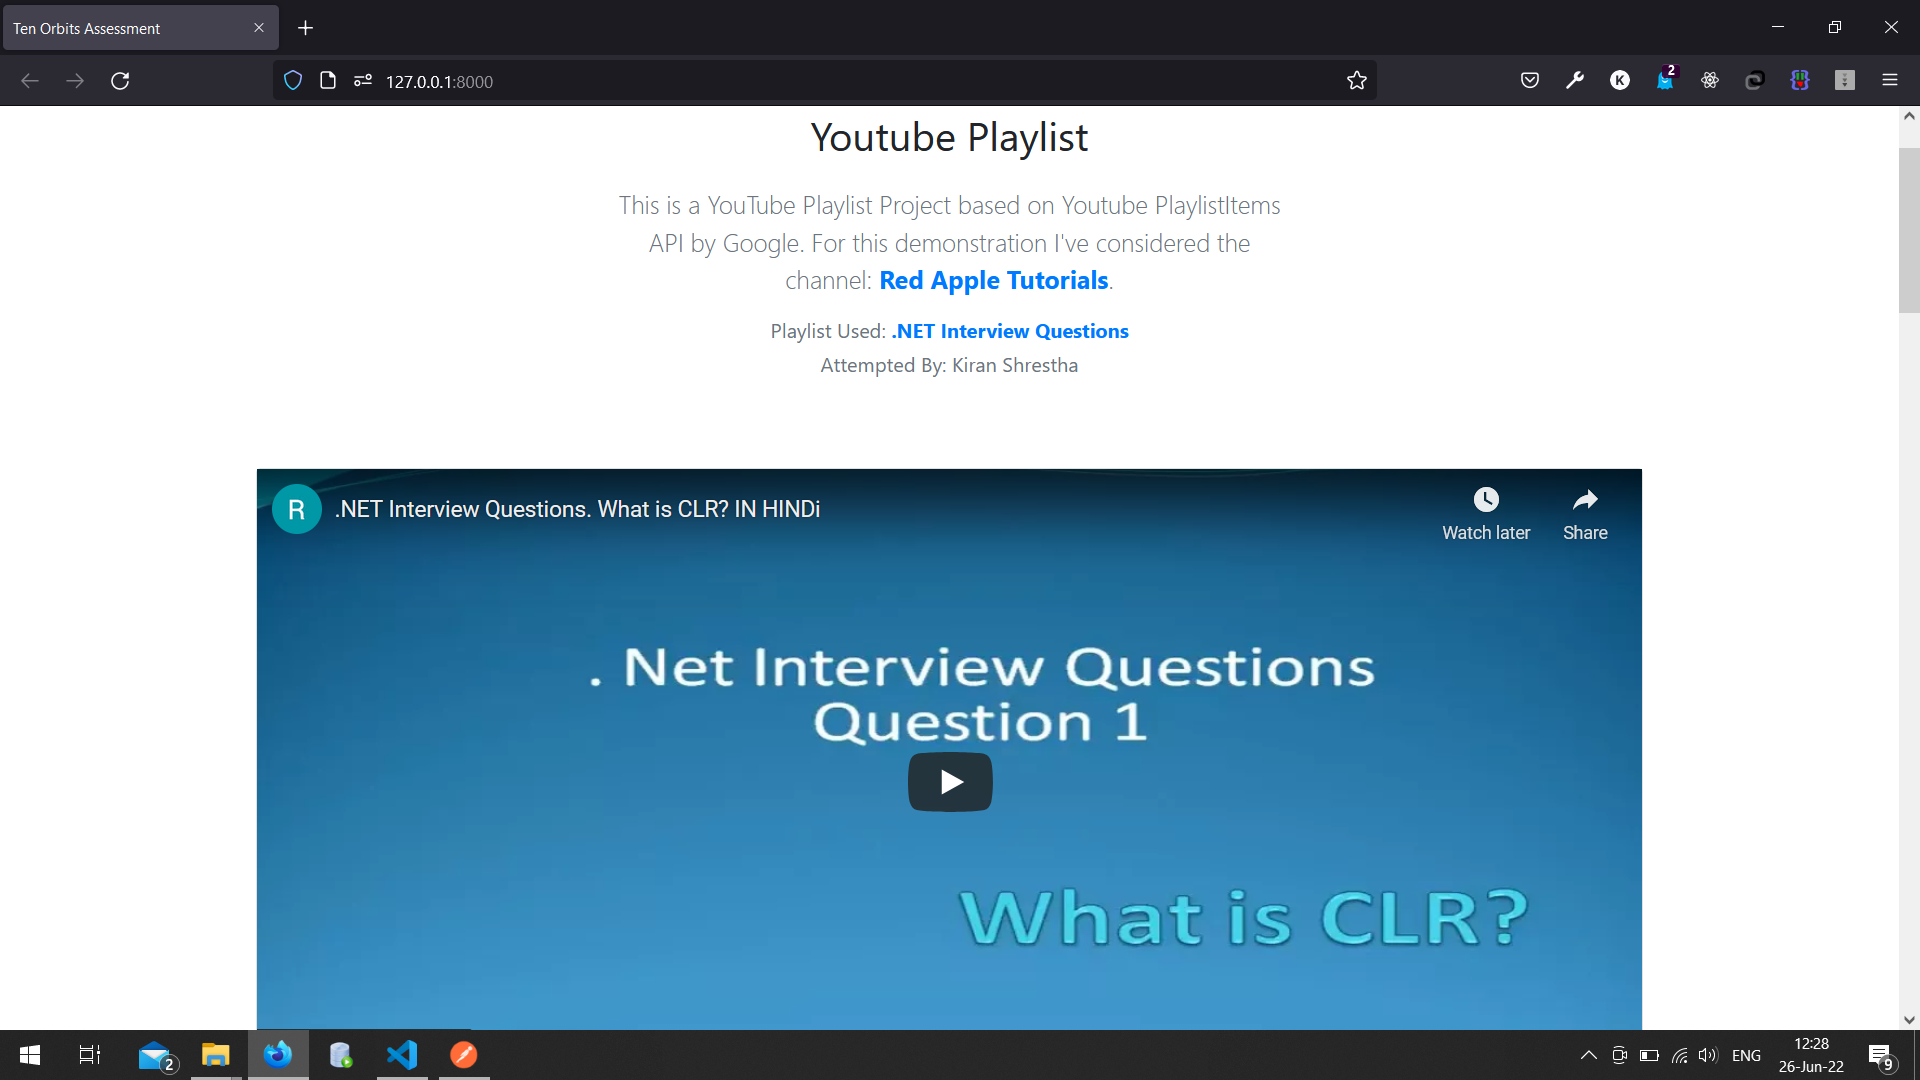 Ten Orbits Assessment
127.0.0.1:8000
K
2
Youtube Playlist
This is a YouTube Playlist Project based on Youtube PlaylistItems
API by Google. For this demonstration I've considered the
channel: Red Apple Tutorials.
Playlist Used: .NET Interview Questions
Attempted By: Kiran Shrestha
R
.NET Interview Questions. What is CLR? IN HINDi
Watch later
Share
. Net Interview Questions
Question 1
What is CLR?
2
ENG
12:28
26-Jun-22
9